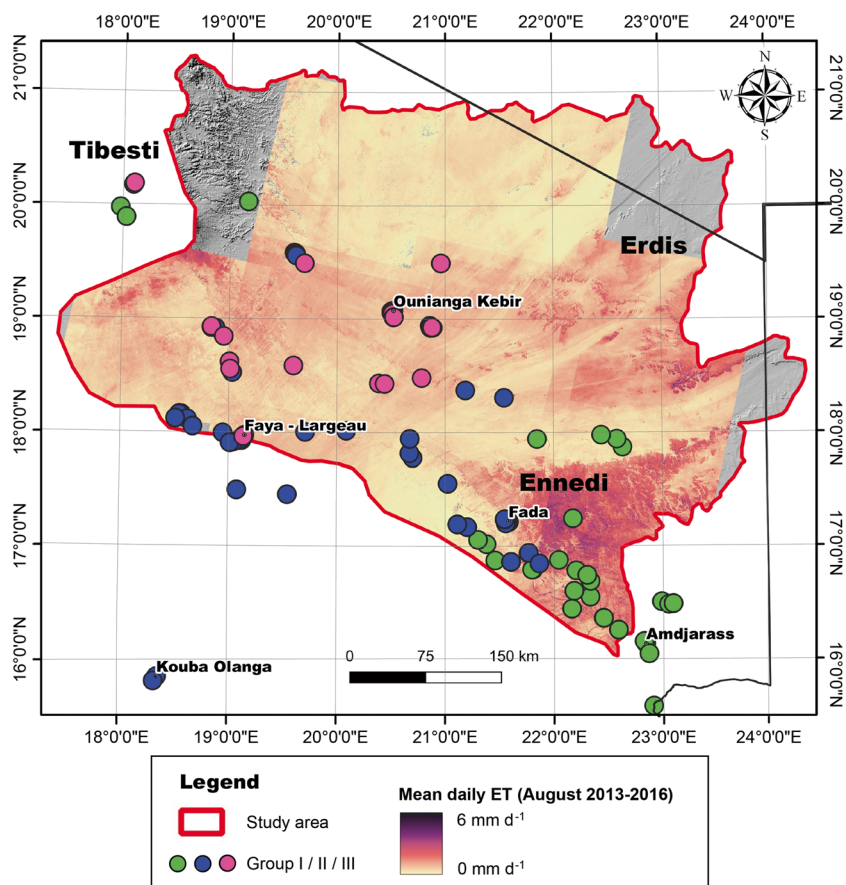 18°0'0"E 19°0'0"E 20°0'0"E 21°0'0"E 22°0'0"E 23°0'0"E 24°0'0"E
21°0'0"N 21°0'0"N
N
W E
S
Tibesti
20°0'0"N 20°0'0"N
Erdis
Ounianga Kebir
19°0'0"N 19°0'0"N
Faya - Largeau
18°0'0"N 18°0'0"N
Ennedi
Fada
17°0'0"N 17°0'0"N
Amdjarass
Kouba Olanga
0 75 150 km
16°0'0"N 16°0'0"N
18°0'0"E 19°0'0"E 20°0'0"E 21°0'0"E 22°0'0"E 23°0'0"E 24°0'0"E
Legend
Study area
Group I / II / III
Mean daily ET (August 2013-2016)
6 mm d-1
0 mm d-1